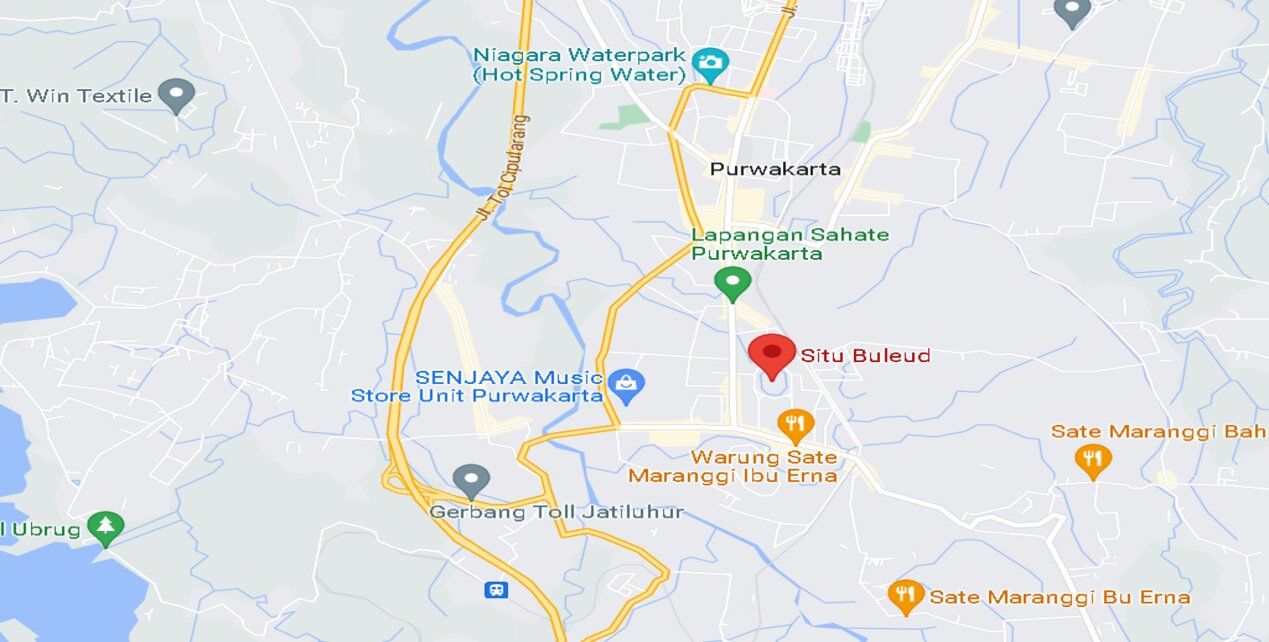 Jl.
Niagara Waterpark
(Hot Spring Water)
T. Win Textile
Jl. Tol Cipularang
Purwakarta
Lapangan Sahate
Purwakarta
Situ Buleud
SENJAYA Music
Store Unit Purwakarta
Sate Maranggi Bah
Warung Sate
Maranggi Ibu Erna
Gerbang Toll Jatiluhur
l Ubrug
Sate Maranggi Bu Erna